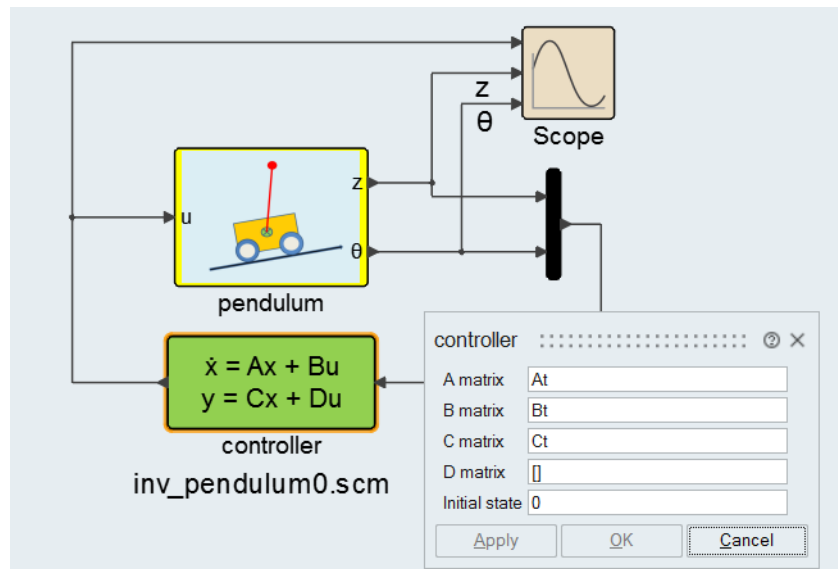 z
θ
Scope
z
u
θ
pendulum
ẋ = Ax + Bu
y = Cx + Du
controller
inv_pendulum0.scm
controller
A matrix At
B matrix Bt
C matrix Ct
D matrix []
Initial state 0
Apply OK Cancel